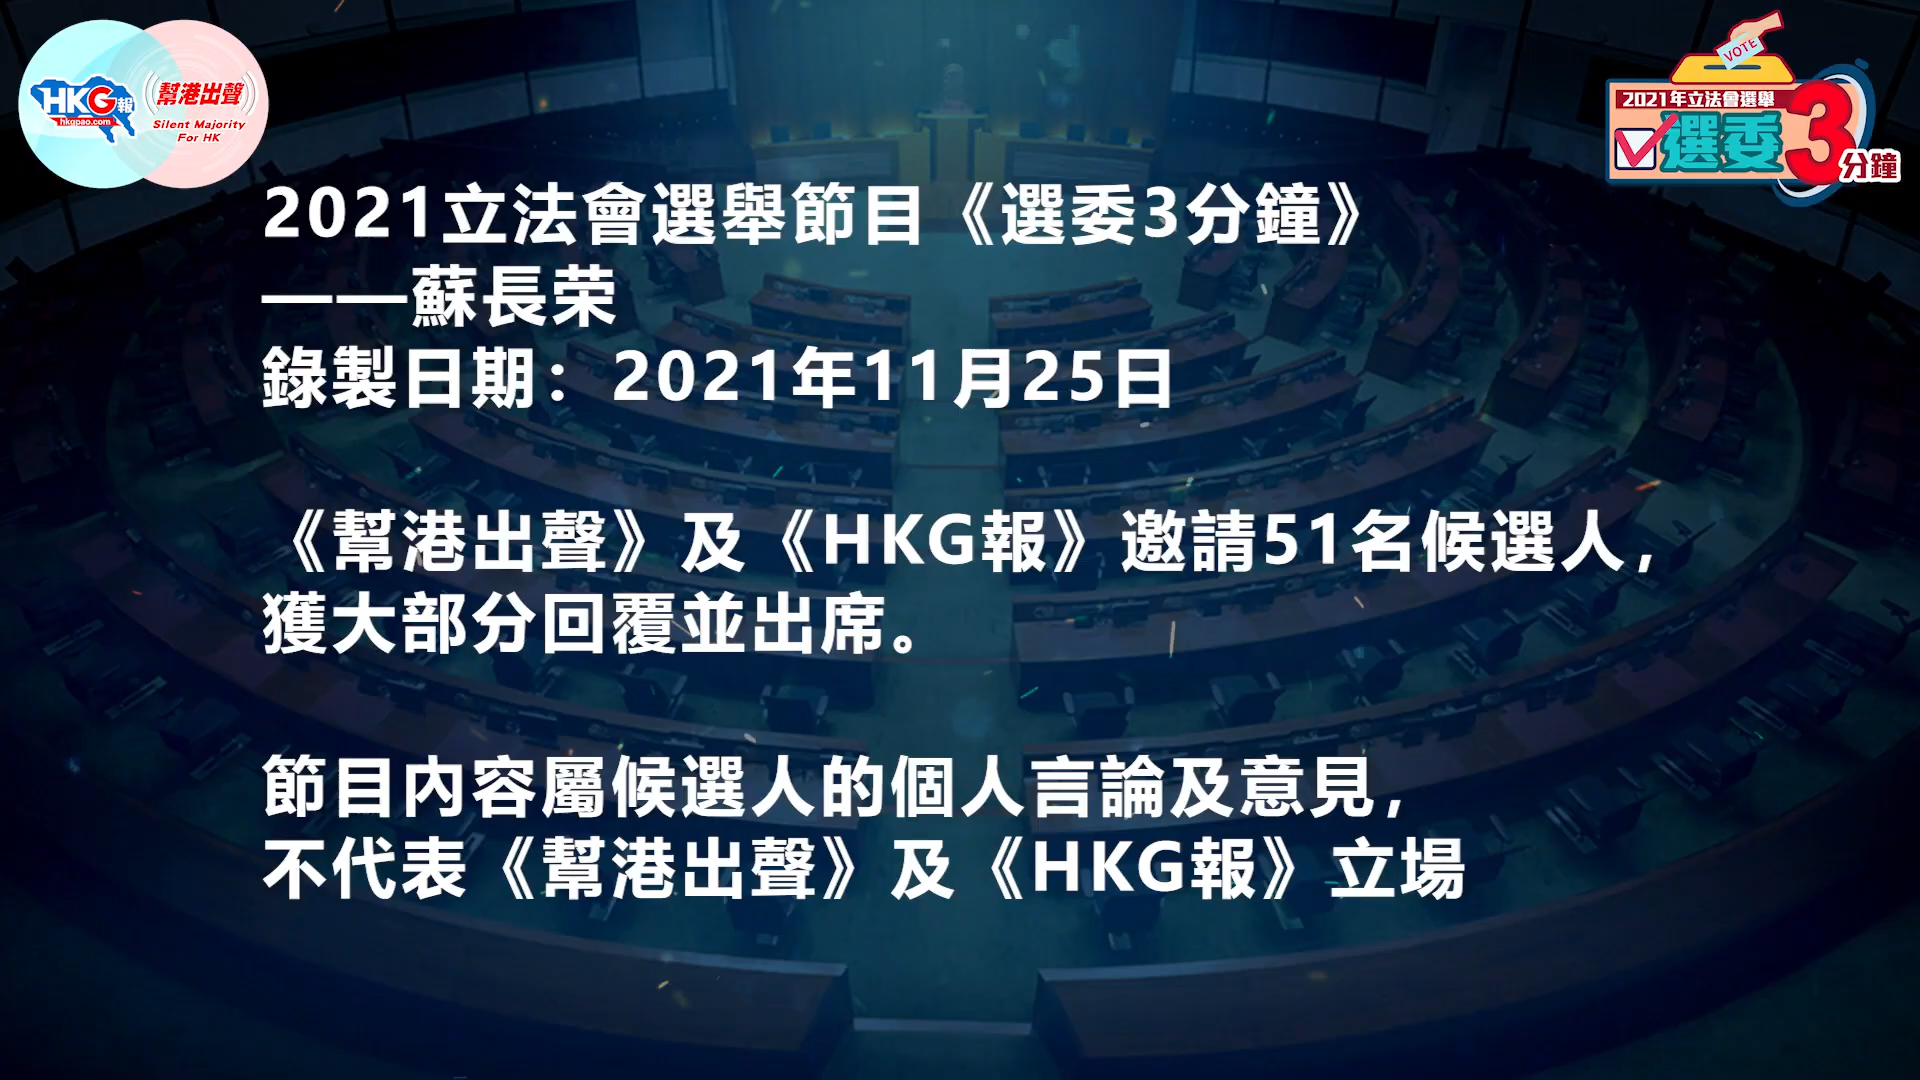 HKG報
hkgpao.com
幫港出聲
Silent Majority
For HK
VOTE
2021年立法會選舉
選委3分鐘
2021立法會選舉節目《選委3分鐘》
——蘇長荣
錄製日期：2021年11月25日
《幫港出聲》及《HKG報》邀請51名候選人，
獲大部分回覆並出席。
節目內容屬候選人的個人言論及意見，
不代表《幫港出聲》及《HKG報》立場